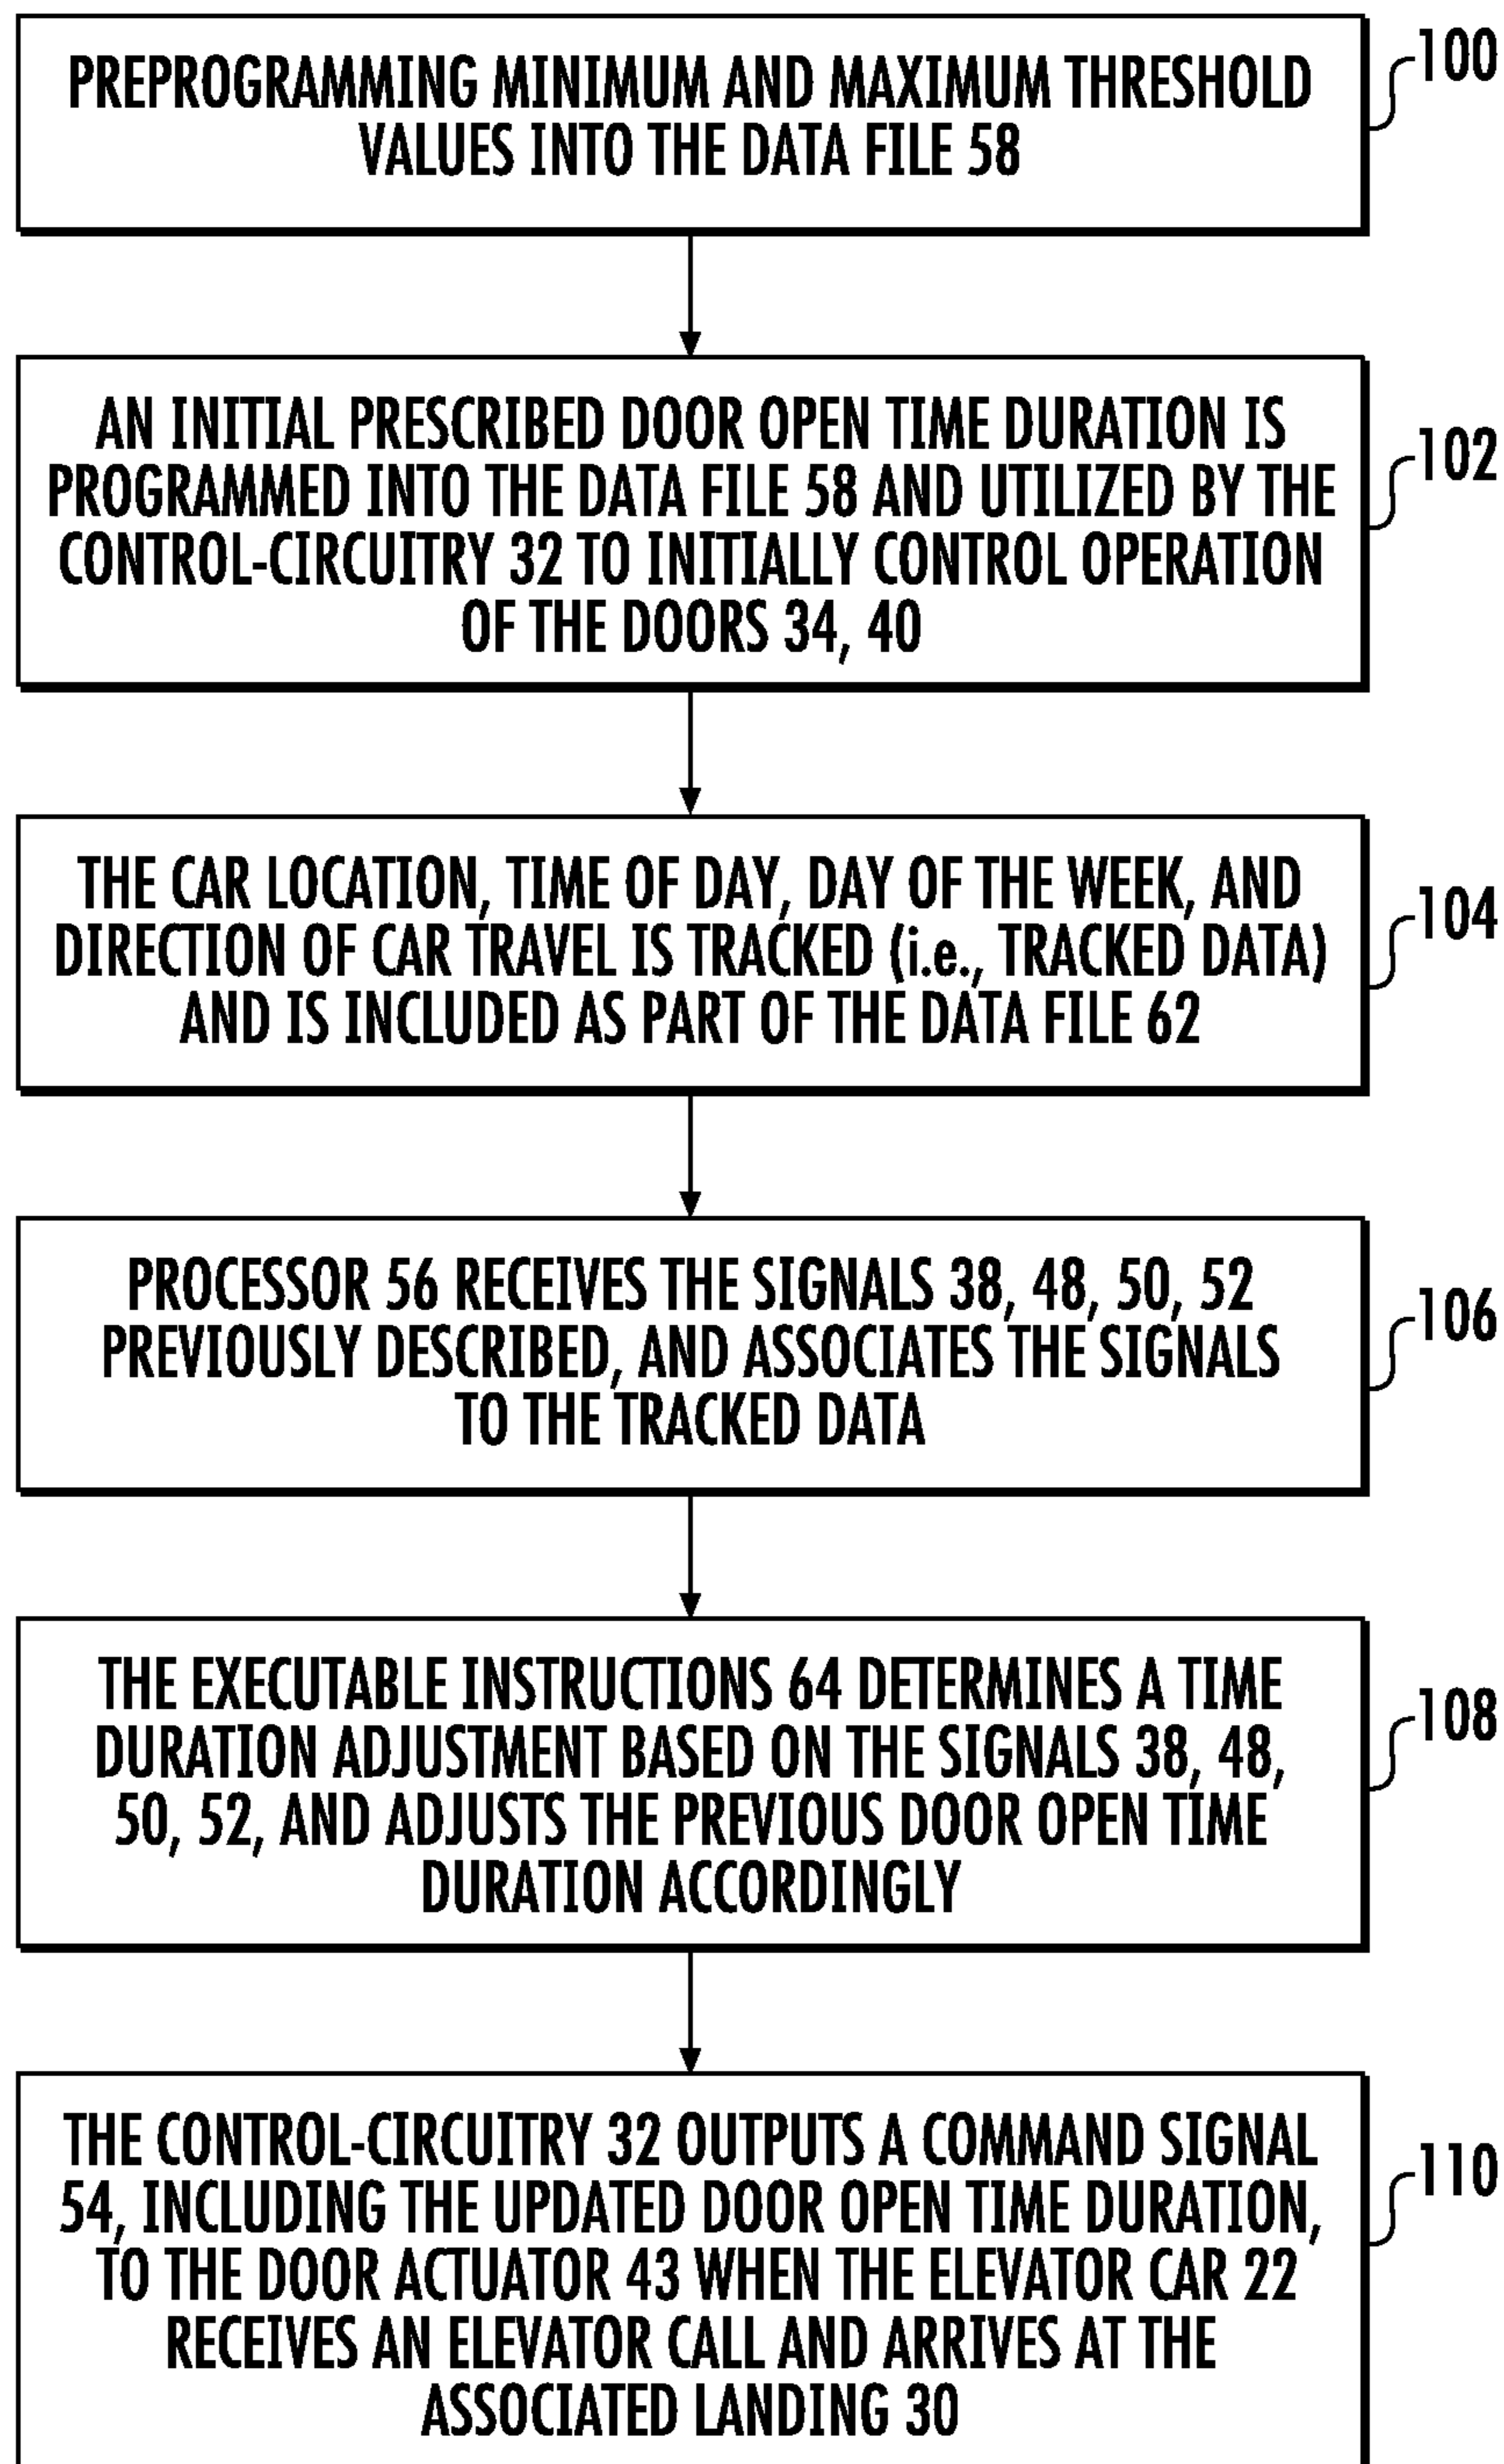 PREPROGRAMMING MINIMUM AND MAXIMUM THRESHOLD
VALUES INTO THE DATA FILE 58
100
AN INITIAL PRESCRIBED DOOR OPEN TIME DURATION IS
PROGRAMMED INTO THE DATA FILE 58 AND UTILIZED BY THE
CONTROL-CIRCUITRY 32 TO INITIALLY CONTROL OPERATION
OF THE DOORS 34, 40
102
THE CAR LOCATION, TIME OF DAY, DAY OF THE WEEK, AND
DIRECTION OF CAR TRAVEL IS TRACKED (i.e., TRACKED DATA)
AND IS INCLUDED AS PART OF THE DATA FILE 62
104
PROCESSOR 56 RECEIVES THE SIGNALS 38, 48, 50, 52
PREVIOUSLY DESCRIBED, AND ASSOCIATES THE SIGNALS
TO THE TRACKED DATA
106
THE EXECUTABLE INSTRUCTIONS 64 DETERMINES A TIME
DURATION ADJUSTMENT BASED ON THE SIGNALS 38, 48,
50, 52, AND ADJUSTS THE PREVIOUS DOOR OPEN TIME
DURATION ACCORDINGLY
108
THE CONTROL-CIRCUITRY 32 OUTPUTS A COMMAND SIGNAL
54, INCLUDING THE UPDATED DOOR OPEN TIME DURATION,
TO THE DOOR ACTUATOR 43 WHEN THE ELEVATOR CAR 22
RECEIVES AN ELEVATOR CALL AND ARRIVES AT THE
ASSOCIATED LANDING 30
110